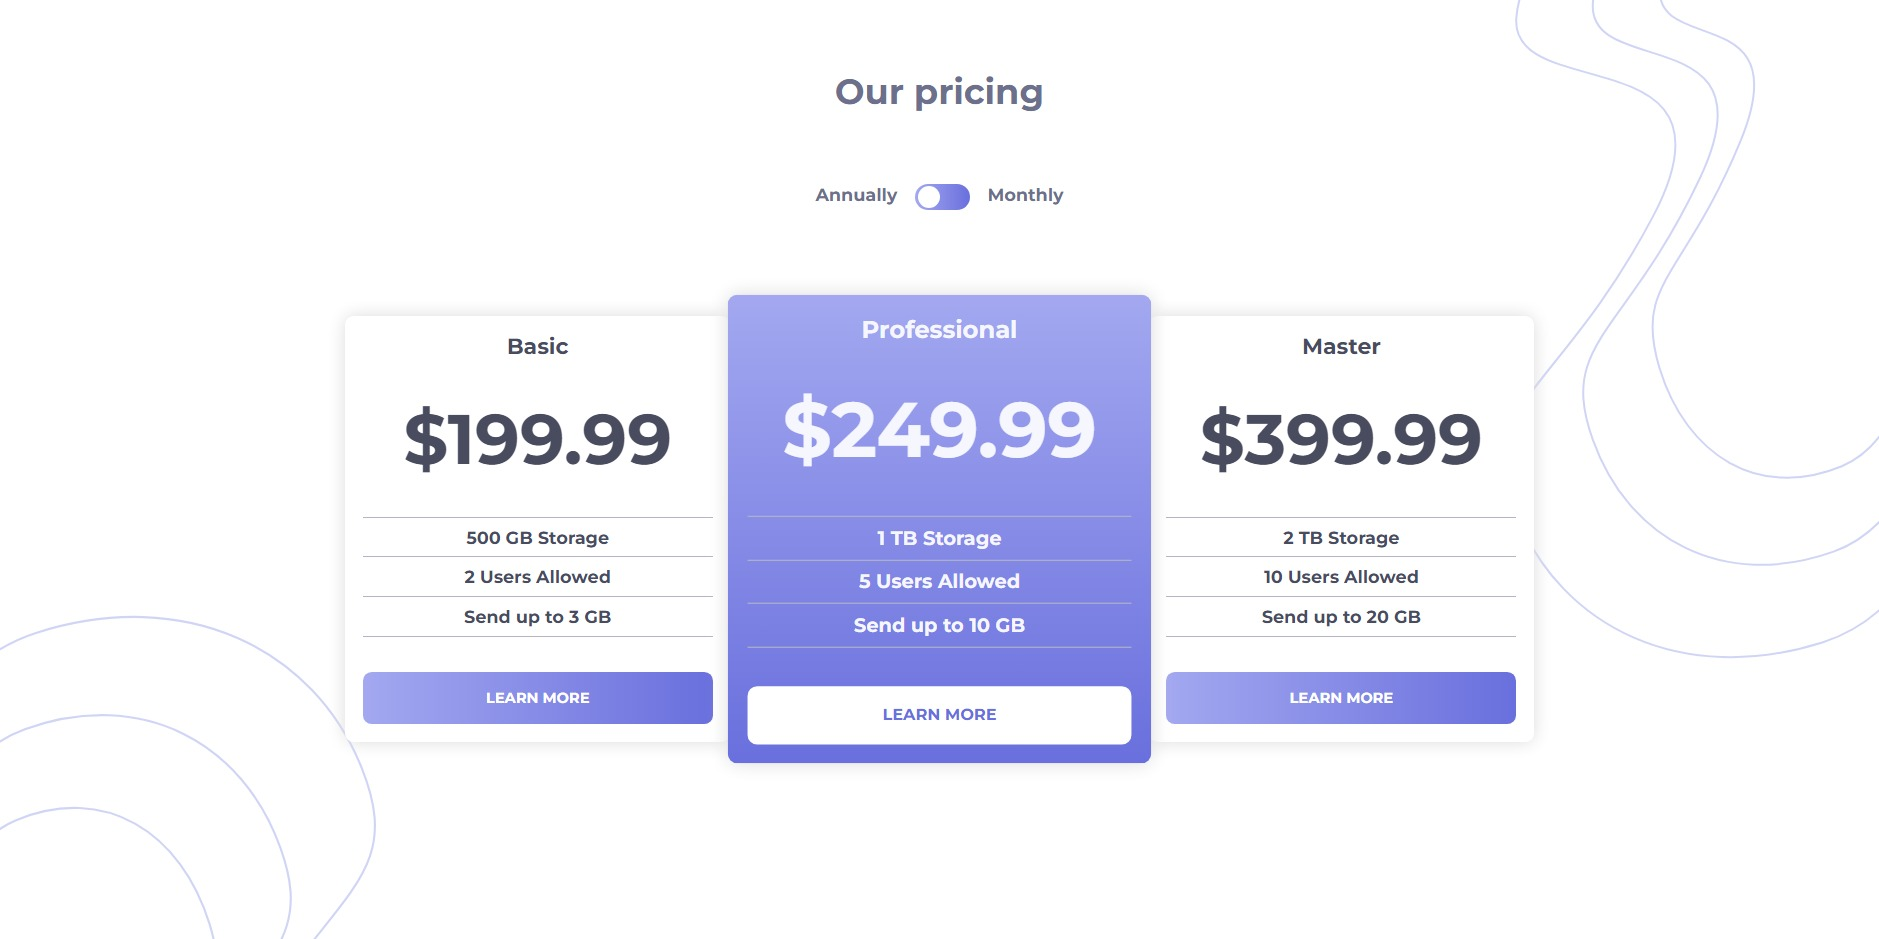 Our pricing
Annually Monthly
Basic
$199.99
500 GB Storage
2 Users Allowed
Send up to 3 GB
LEARN MORE
Professional
$249.99
1 TB Storage
5 Users Allowed
Send up to 10 GB
LEARN MORE
Master
$399.99
2 TB Storage
10 Users Allowed
Send up to 20 GB
LEARN MORE